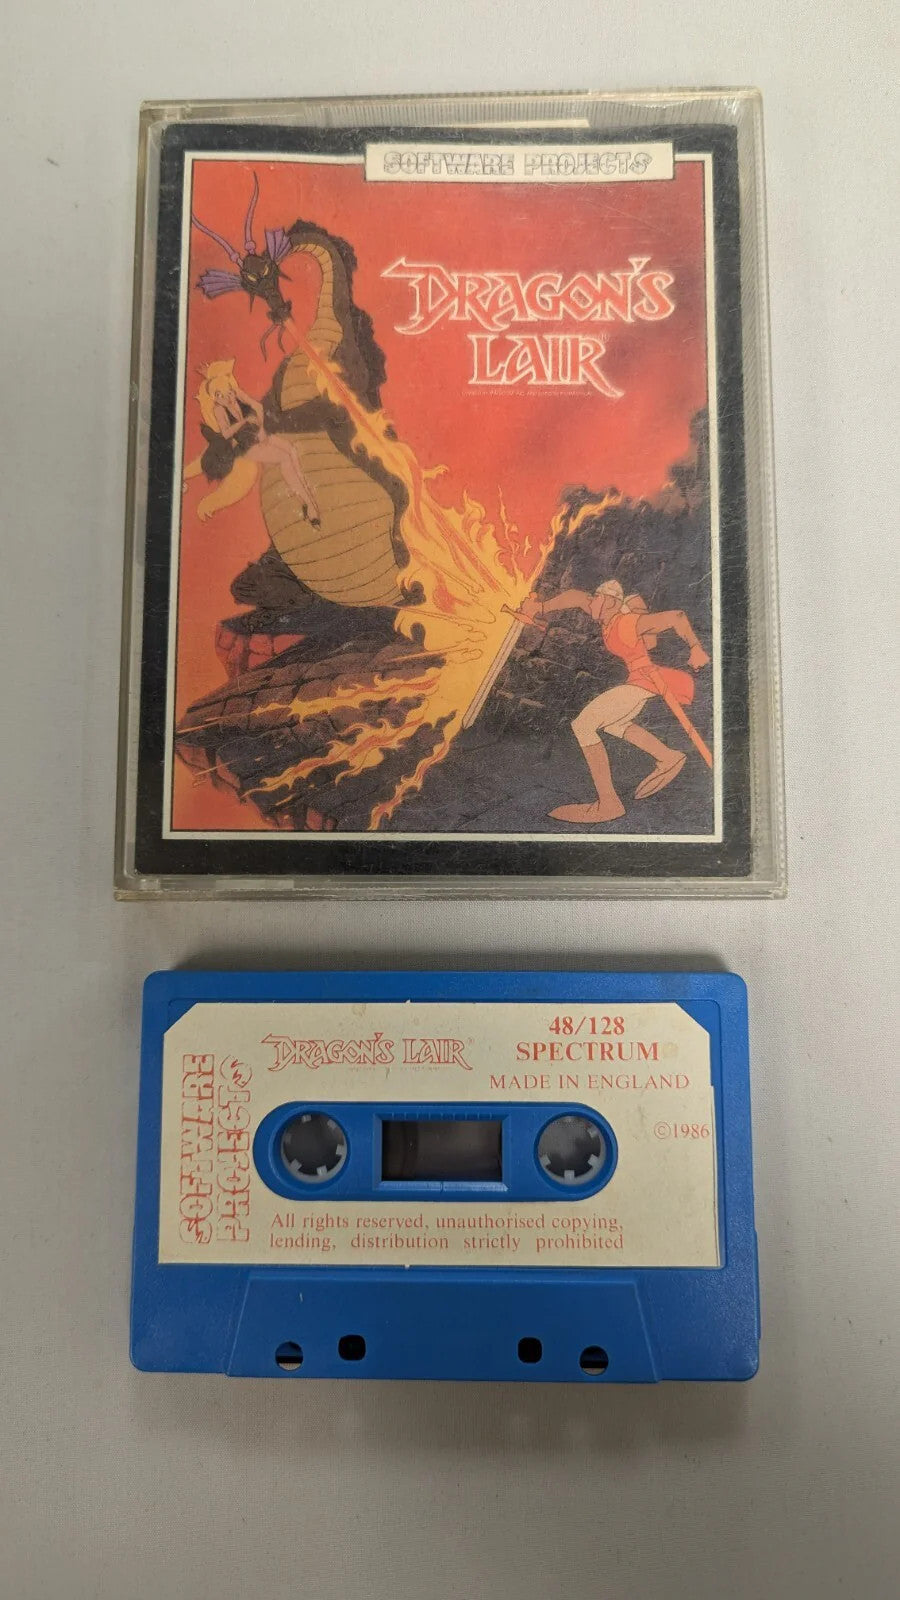 SOFTWARE PROJECTS
DRAGON'S
LAIR
DRAGON'S LAIR
48/128
SPECTRUM
MADE IN ENGLAND
©1986
SOFTWARE
PROJECTS
All rights reserved, unauthorised copying,
lending, distribution strictly prohibited